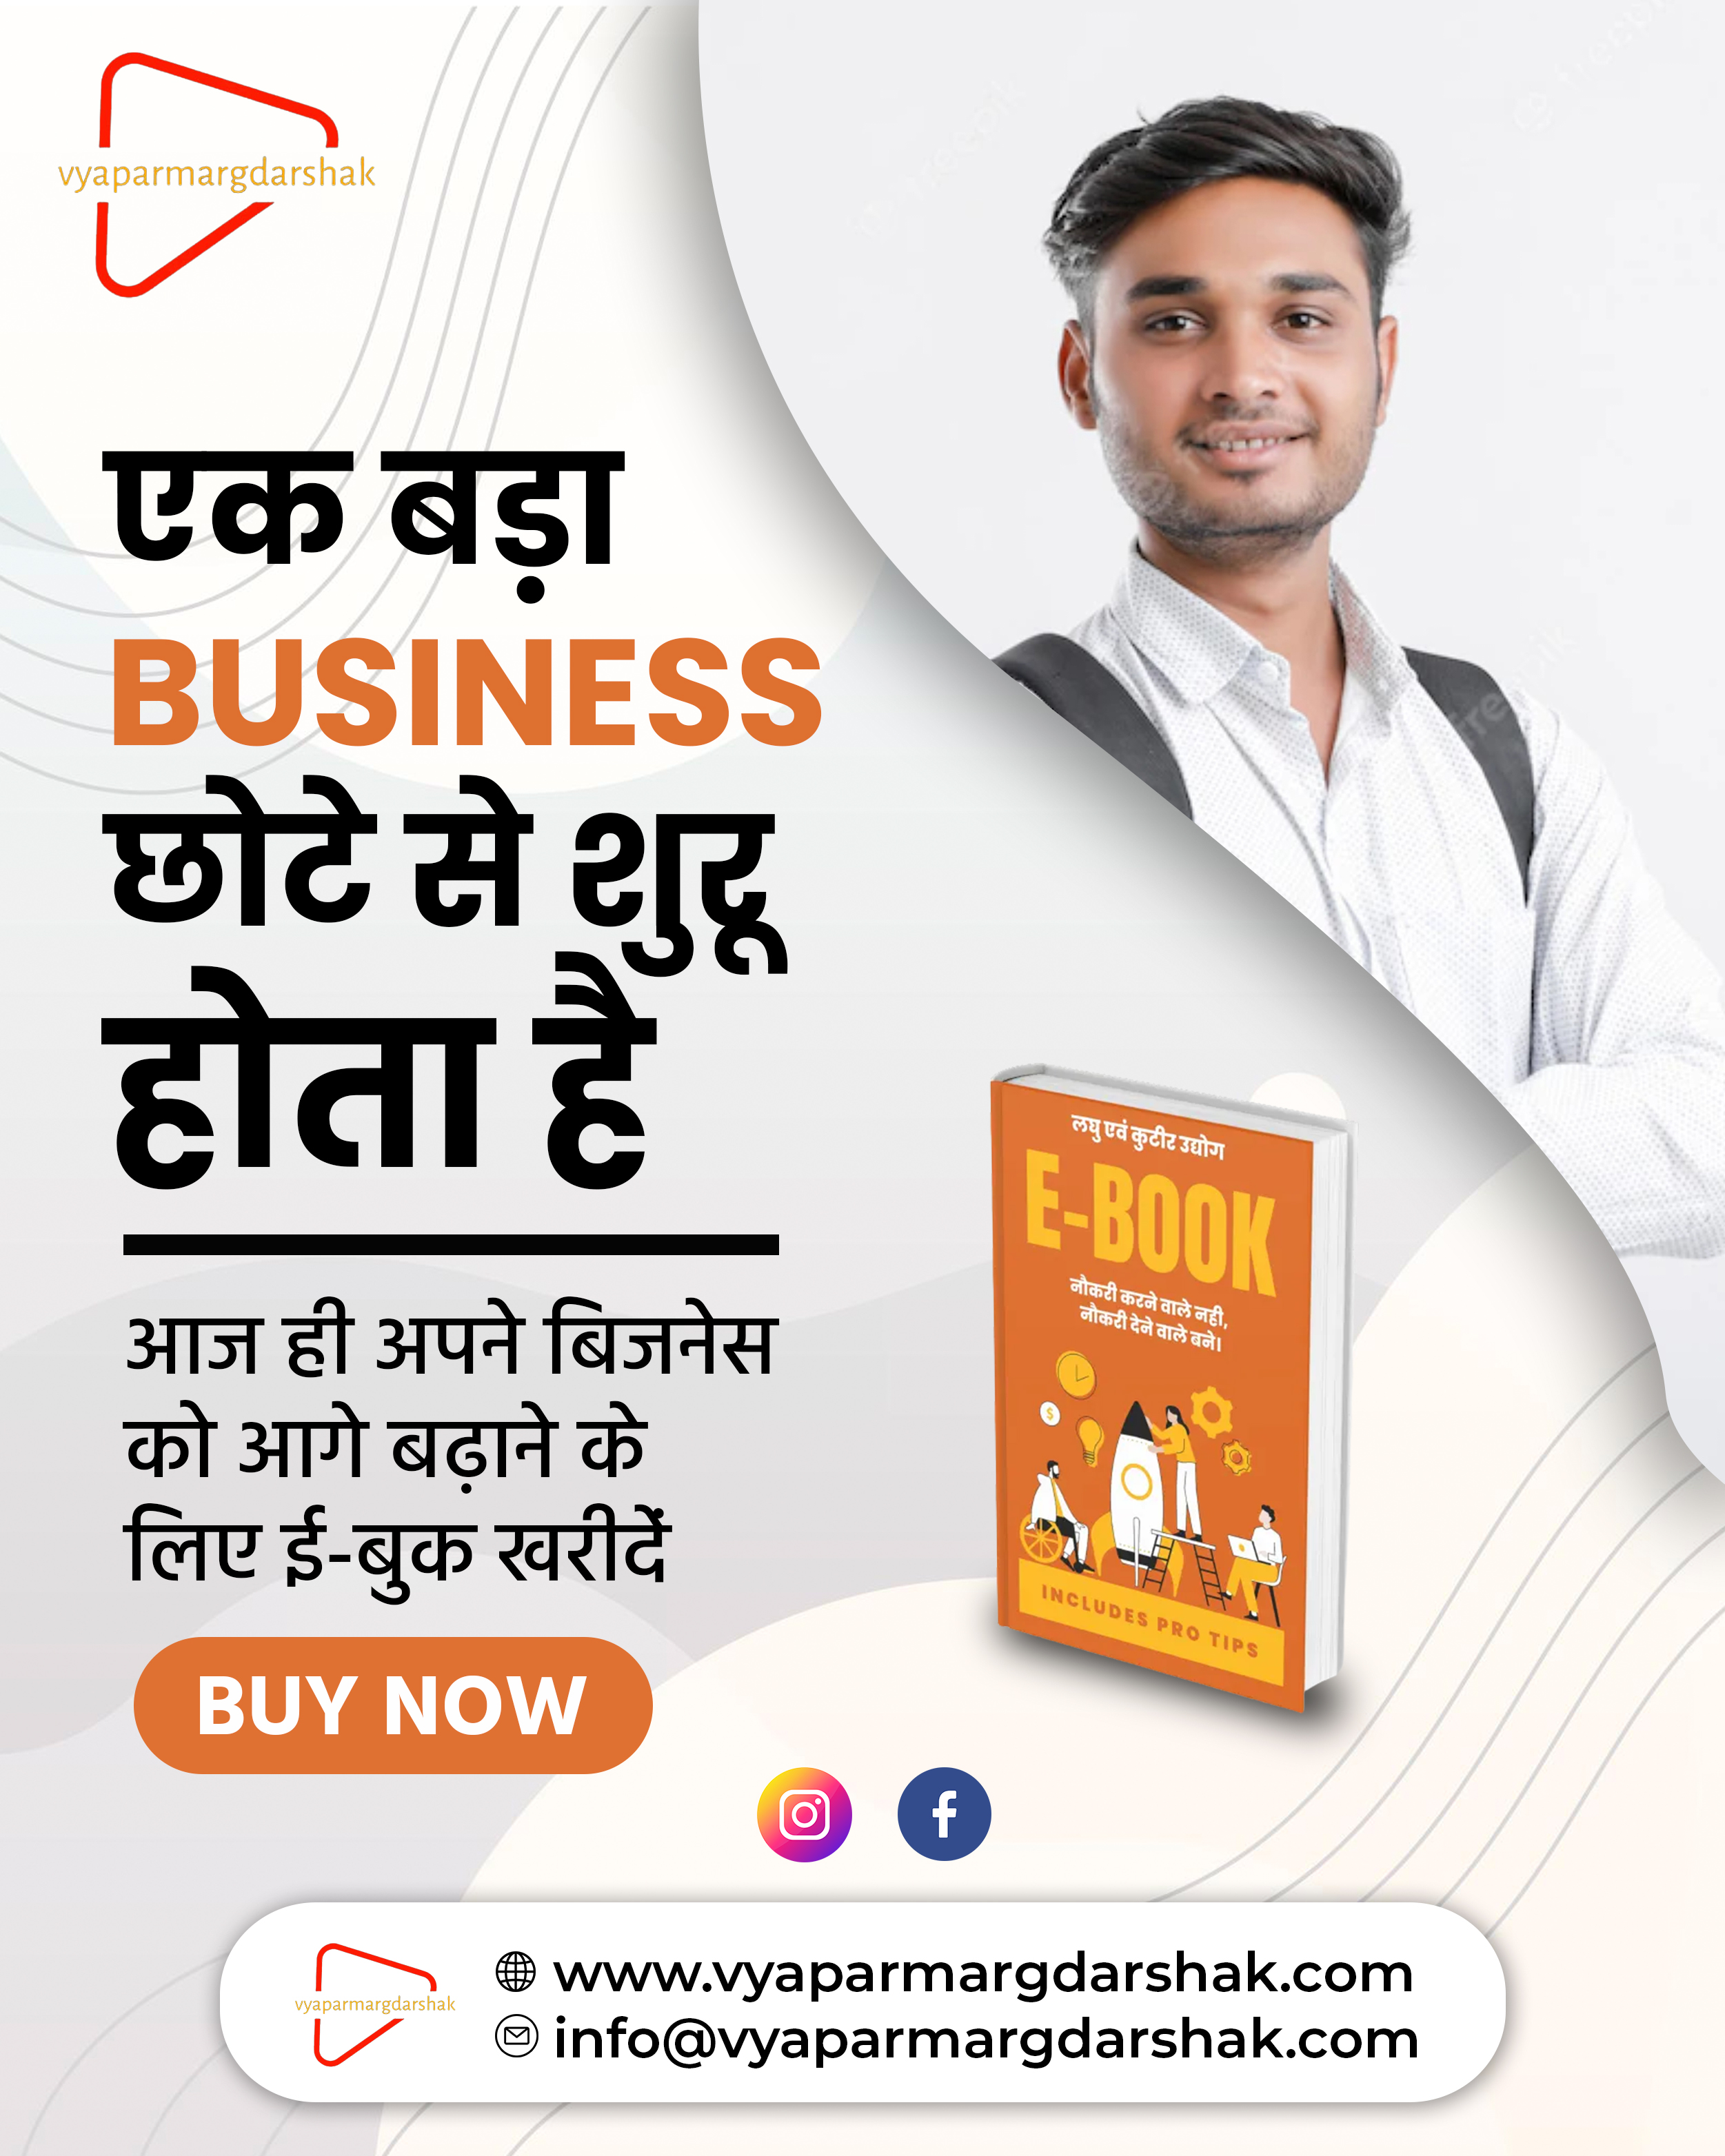 vyaparmargdarshak
एक बड़ा
BUSINESS
छोटे से शुरू
होता है
आज ही अपने बिजनेस
को आगे बढ़ाने के
लिए ई-बुक खरीदें
BUY NOW
लघु एवं कुटीर उद्योग
E-BOOK
नौकरी करने वाले नही,
नौकरी देने वाले बने।
$
INCLUDES PRO TIPS
vyaparmargdarshak
www.vyaparmargdarshak.com
info@vyaparmargdarshak.com